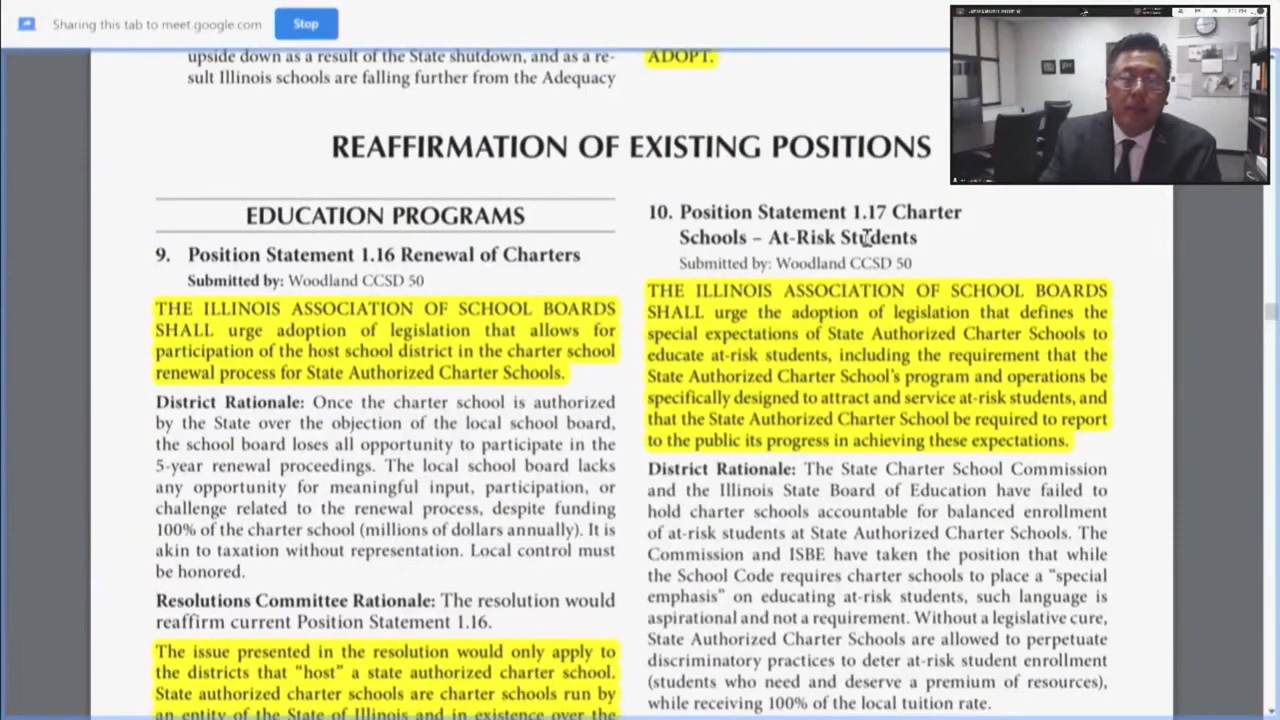 Sharing this tab to meet.google.com
Stop
upside down as a result of the State shutdown, and as a re-
sult Illinois schools are falling further from the Adequacy
ADOPT.
REAFFIRMATION OF EXISTING POSITIONS
EDUCATION PROGRAMS
9. Position Statement 1.16 Renewal of Charters
Submitted by: Woodland CCSD 50
THE ILLINOIS ASSOCIATION OF SCHOOL BOARDS
SHALL urge adoption of legislation that allows for
participation of the host school district in the charter school
renewal process for State Authorized Charter Schools.
District Rationale: Once the charter school is authorized
by the State over the objection of the local school board,
the school board loses all opportunity to participate in the
5-year renewal proceedings. The local school board lacks
any opportunity for meaningful input, participation, or
challenge related to the renewal process, despite funding
100% of the charter school (millions of dollars annually). It is
akin to taxation without representation. Local control must
be honored.
Resolutions Committee Rationale: The resolution would
reaffirm current Position Statement 1.16.
The issue presented in the resolution would only apply to
the districts that “host” a state authorized charter school.
State authorized charter schools are charter schools run by
an entity of the State of Illinois and in existence over the
10. Position Statement 1.17 Charter
Schools – At-Risk Students
Submitted by: Woodland CCSD 50
THE ILLINOIS ASSOCIATION OF SCHOOL BOARDS
SHALL urge the adoption of legislation that defines the
special expectations of State Authorized Charter Schools to
educate at-risk students, including the requirement that the
State Authorized Charter School’s program and operations be
specifically designed to attract and service at-risk students, and
that the State Authorized Charter School be required to report
to the public its progress in achieving these expectations.
District Rationale: The State Charter School Commission
and the Illinois State Board of Education have failed to
hold charter schools accountable for balanced enrollment
of at-risk students at State Authorized Charter Schools. The
Commission and ISBE have taken the position that while
the School Code requires charter schools to place a “special
emphasis” on educating at-risk students, such language is
aspirational and not a requirement. Without a legislative cure,
State Authorized Charter Schools are allowed to perpetuate
discriminatory practices to deter at-risk student enrollment
(students who need and deserve a premium of resources),
while receiving 100% of the local tuition rate.